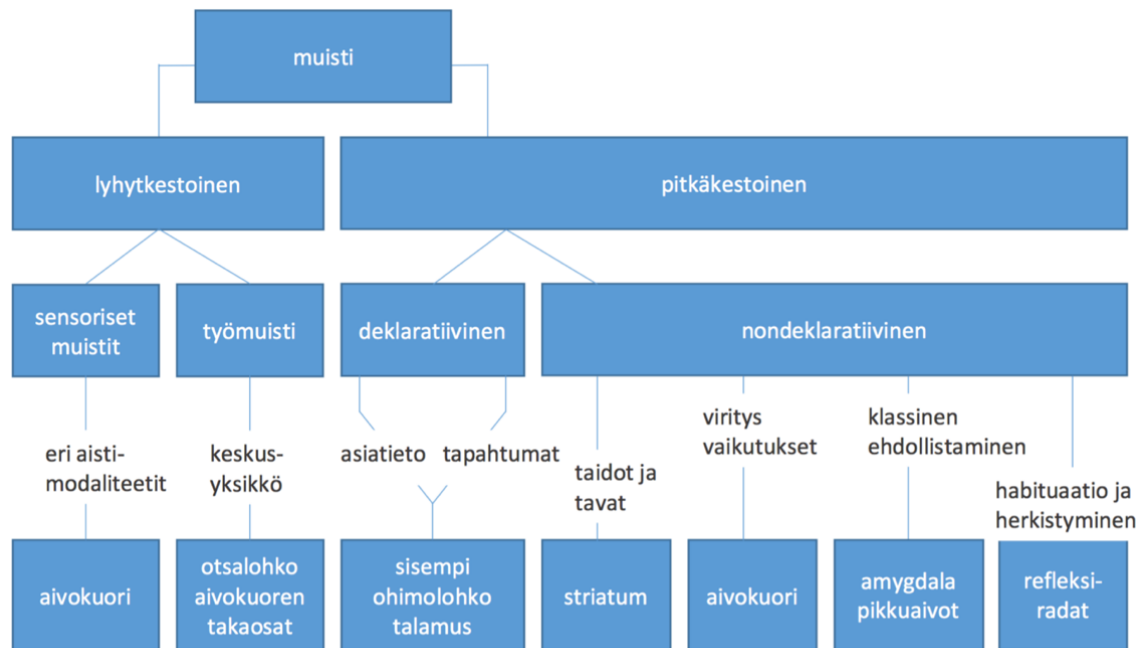 muisti
lyhytkestoinen
pitkäkestoinen
sensoriset
muistit
työmuisti
deklaratiivinen
nondeklaratiivinen
eri aisti-
modaliteetit
keskus-
yksikkö
asiatieto
tapahtumat
taidot ja
tavat
viritys
vaikutukset
klassinen
ehdollistaminen
habituaatio ja
herkistyminen
aivokuori
otsalohko
aivokuoren
takaosat
sisempi
ohimolohko
talamus
striatum
aivokuori
amygdala
pikkuaivot
refleksi-
radat